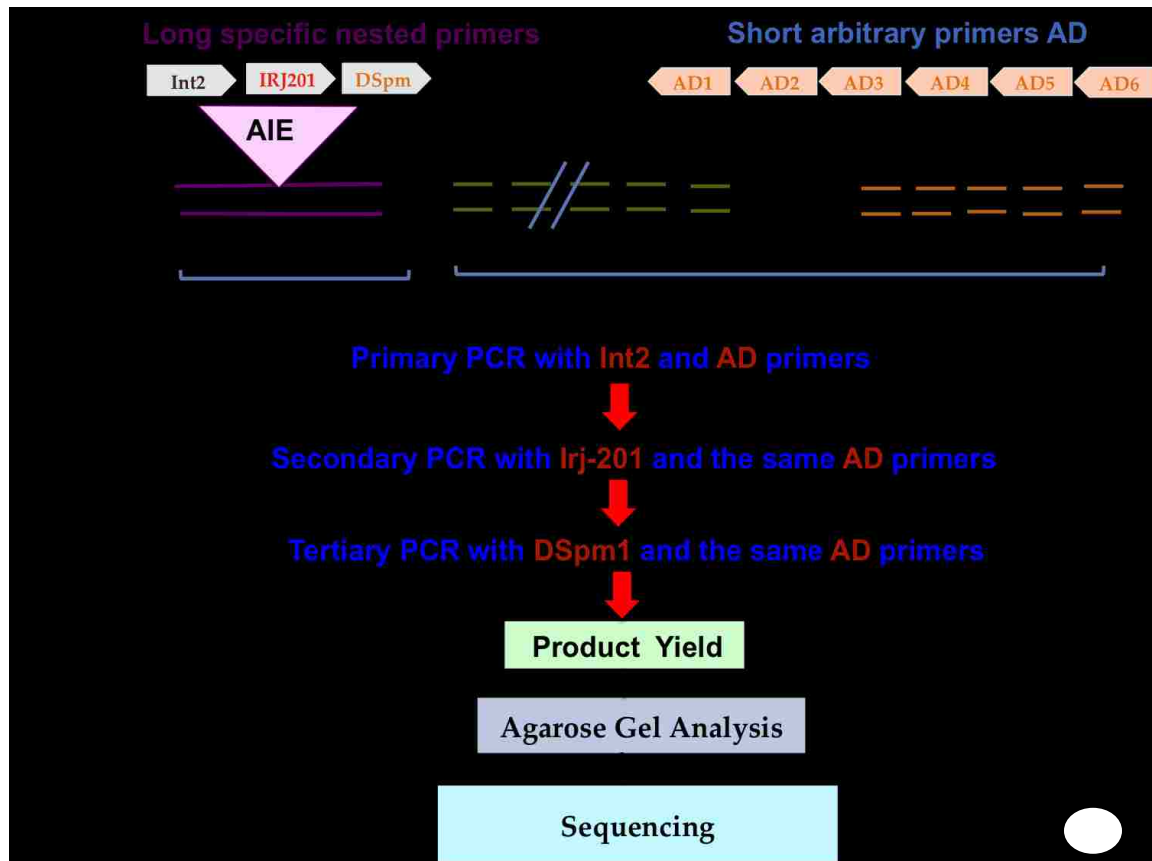 Long specific nested primers
Short arbitrary primers AD
Int2
IRJ201
DSpm
AD1
AD2
AD3
AD4
AD5
AD6
AIE
Primary PCR with Int2 and AD primers
Secondary PCR with Irj-201 and the same AD primers
Tertiary PCR with DSpm1 and the same AD primers
Product Yield
Agarose Gel Analysis
Sequencing